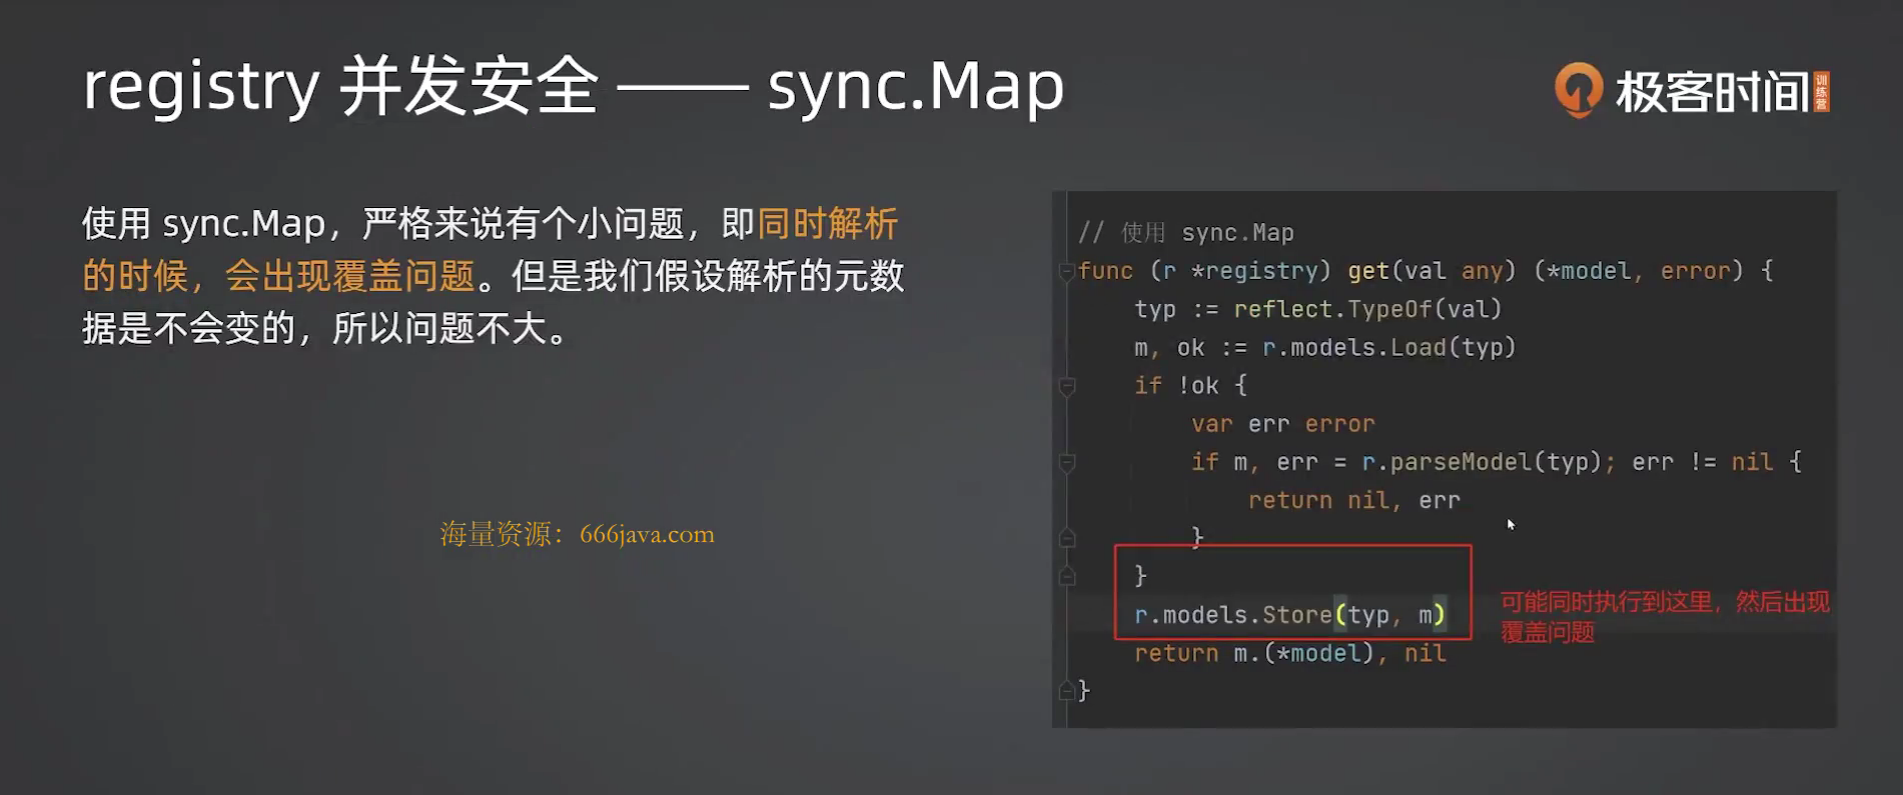 registry 并发安全 —— sync.Map
极客时间
训练营
使用 sync.Map，严格来说有个小问题，即同时解析
的时候，会出现覆盖问题。但是我们假设解析的元数
据是不会变的，所以问题不大。
海量资源：666java.com
// 使用 sync.Map
func (r *registry) get(val any) (*model, error) {
    typ := reflect.TypeOf(val)
    m, ok := r.models.Load(typ)
    if !ok {
        var err error
        if m, err = r.parseModel(typ); err != nil {
            return nil, err
        }
    }
    r.models.Store(typ, m)
    return m.(*model), nil
}
可能同时执行到这里，然后出现
覆盖问题